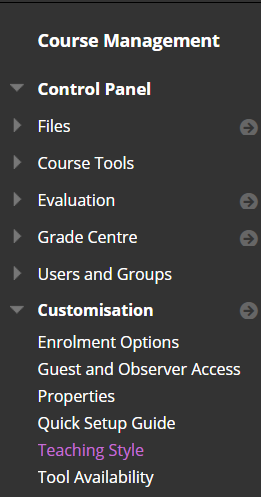 Course Management
Control Panel
Files
Course Tools
Evaluation
Grade Centre
Users and Groups
Customisation
Enrolment Options
Guest and Observer Access
Properties
Quick Setup Guide
Teaching Style
Tool Availability